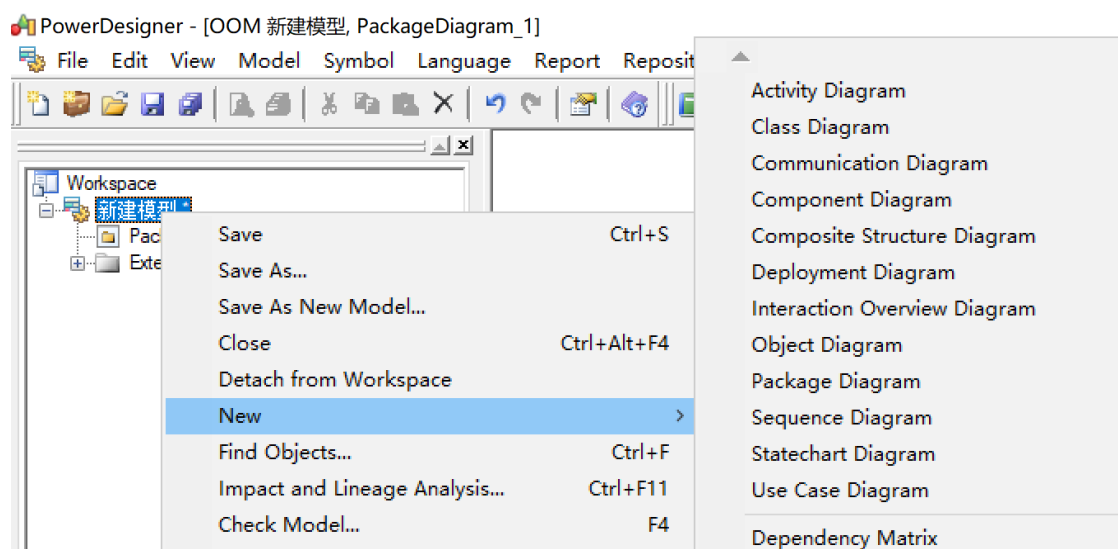 PowerDesigner - [OOM 新建模型, PackageDiagram_1]
File Edit View Model Symbol Language Report Reposit
Workspace
新建模型 *
Pac
Exte
Save Ctrl+S
Save As...
Save As New Model...
Close Ctrl+Alt+F4
Detach from Workspace
New
Find Objects... Ctrl+F
Impact and Lineage Analysis... Ctrl+F11
Check Model... F4
Activity Diagram
Class Diagram
Communication Diagram
Component Diagram
Composite Structure Diagram
Deployment Diagram
Interaction Overview Diagram
Object Diagram
Package Diagram
Sequence Diagram
Statechart Diagram
Use Case Diagram
Dependency Matrix